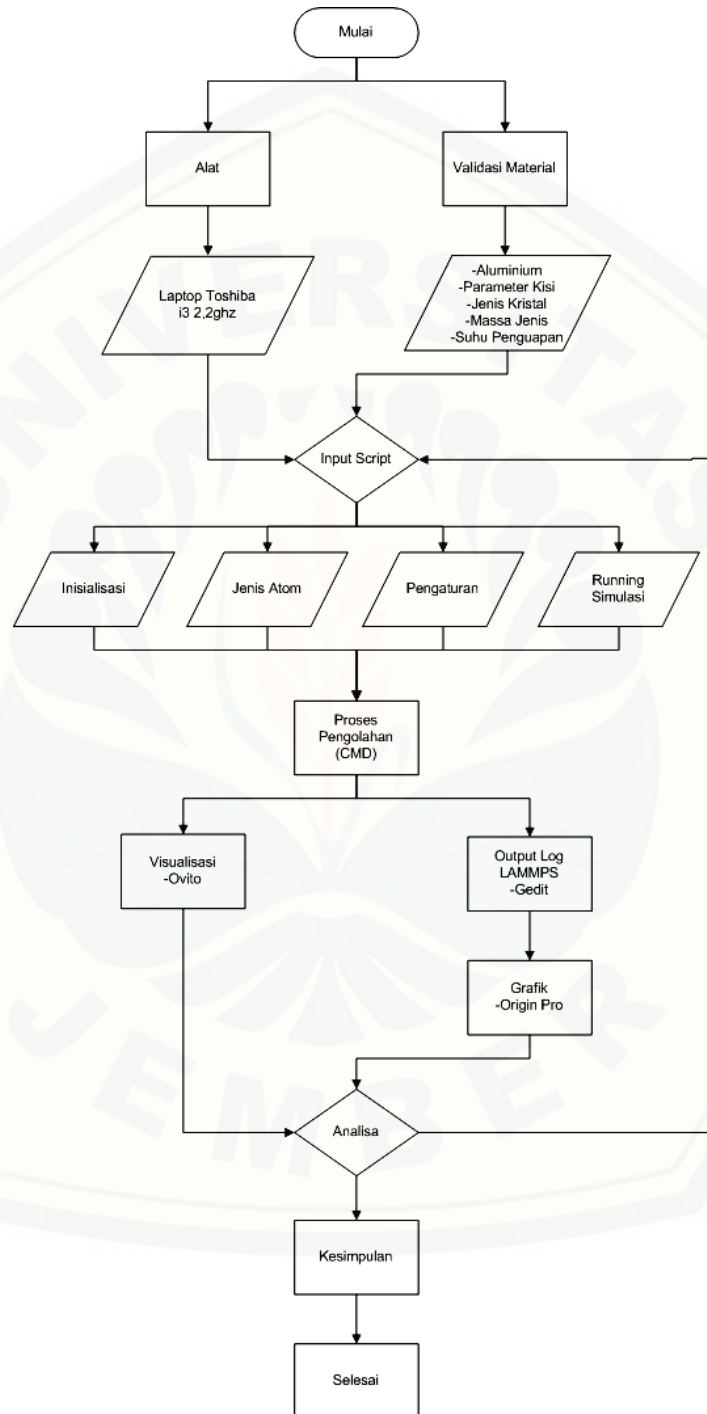 Mulai
Alat
Validasi Material
Laptop Toshiba
i3 2,2ghz
-Aluminium
-Parameter Kisi
-Jenis Kristal
-Massa Jenis
-Suhu Penguapan
Input Script
Inisialisasi
Jenis Atom
Pengaturan
Running
Simulasi
Proses
Pengolahan
(CMD)
Visualisasi
-Ovito
Output Log
LAMMPS
-Gedit
Grafik
-Origin Pro
Analisa
Kesimpulan
Selesai
UNIVERSITAS
JEMBER